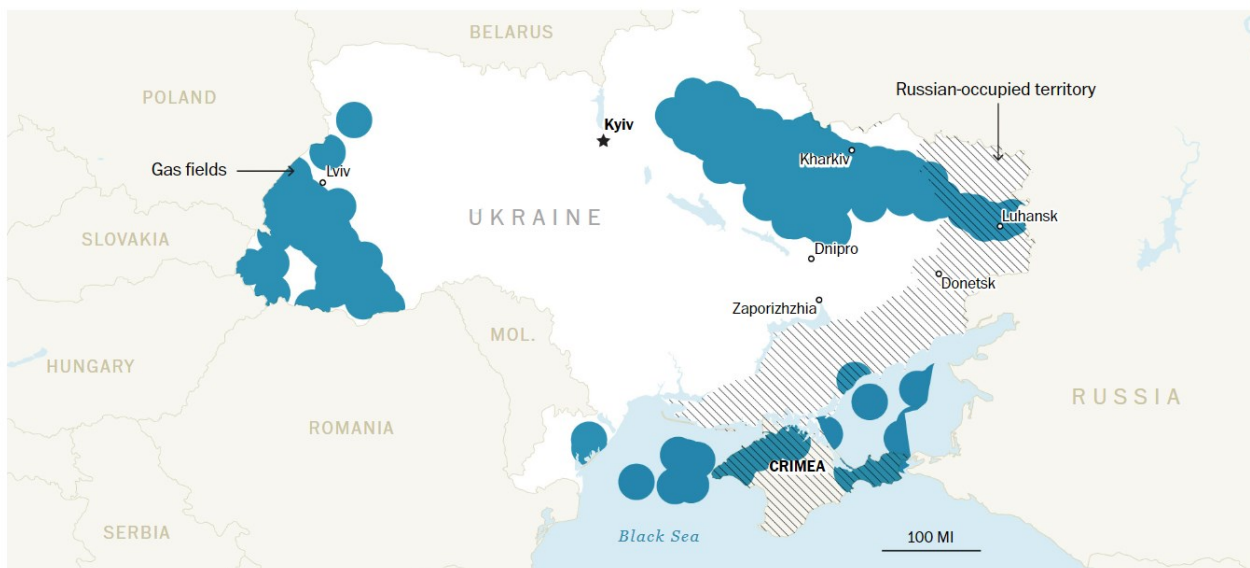 BELARUS
POLAND
Russian-occupied territory
Kyiv
Kharkiv
Gas fields
Lviv
UKRAINE
Luhansk
SLOVAKIA
Dnipro
Donetsk
Zaporizhzhia
MOL.
HUNGARY
RUSSIA
ROMANIA
CRIMEA
SERBIA
Black Sea
100 MI